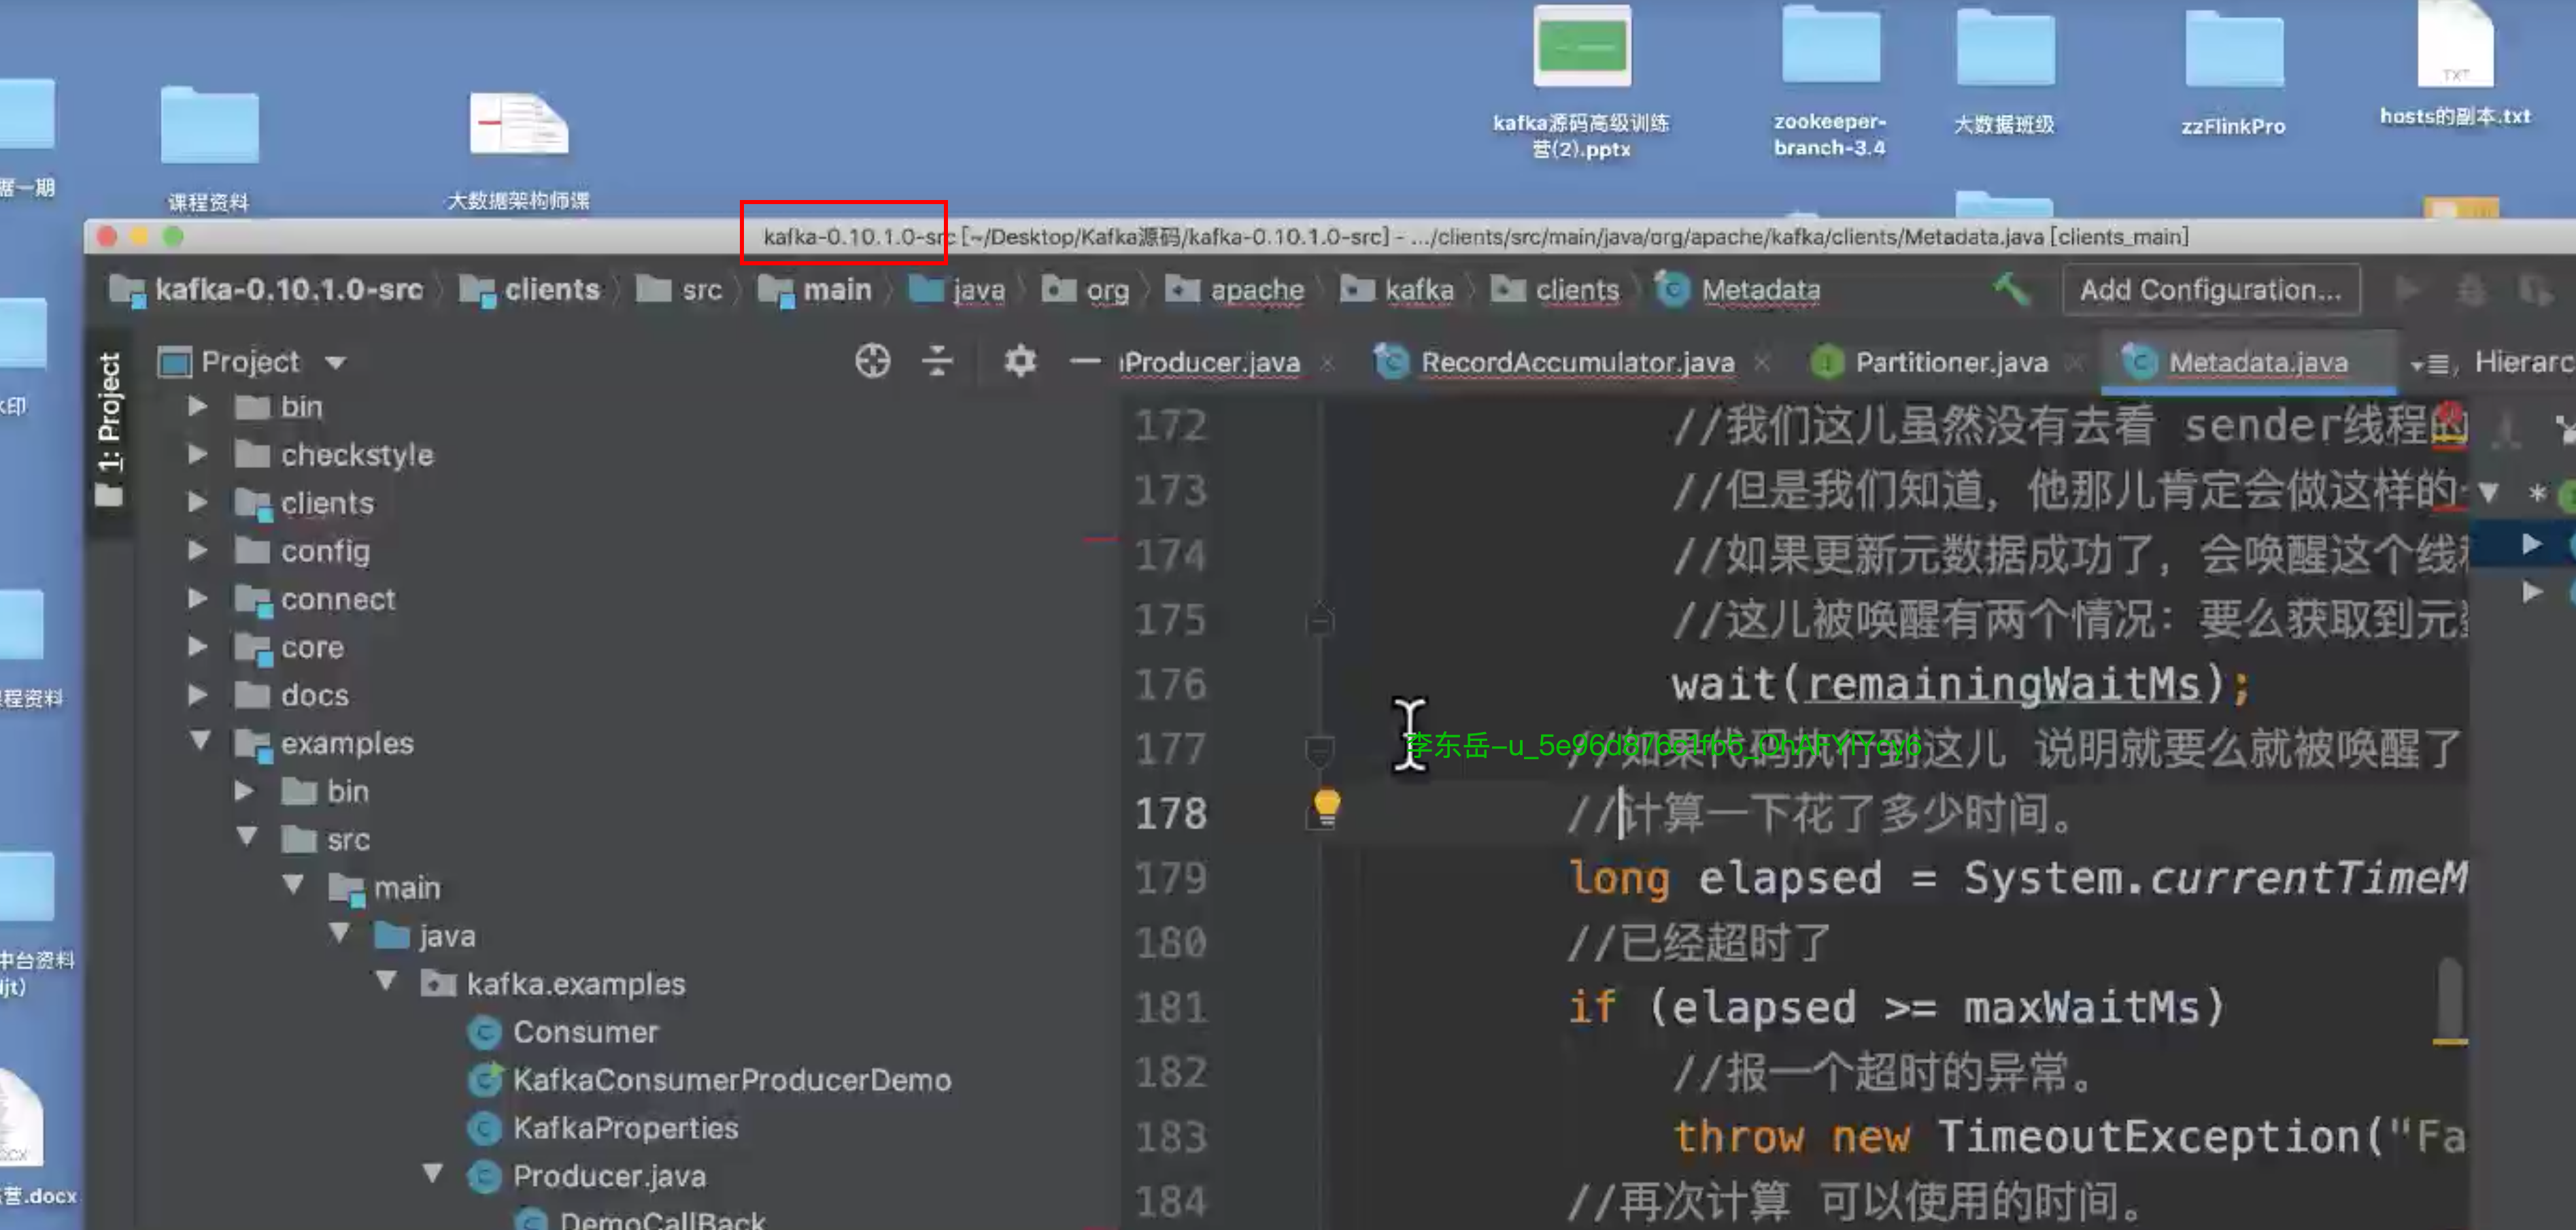 据一期
课程资料
大数据架构师课
kafka源码高级训练
营(2).pptx
zookeeper-
branch-3.4
大数据班级
zzFlinkPro
TXT
hosts的副本.txt
kafka-0.10.1.0-src [~/Desktop/Kafka源码/kafka-0.10.1.0-src] - .../clients/src/main/java/org/apache/kafka/clients/Metadata.java [clients_main]
kafka-0.10.1.0-src clients src main java org apache kafka clients Metadata Add Configuration...
1: Project
Project
Producer.java RecordAccumulator.java Partitioner.java Metadata.java Hierarc
bin
checkstyle
clients
config
connect
core
docs
examples
bin
src
main
java
kafka.examples
Consumer
KafkaConsumerProducerDemo
KafkaProperties
Producer.java
DemoCallBack
172 //我们这儿虽然没有去看 sender线程的
173 //但是我们知道，他那儿肯定会做这样的
174 //如果更新元数据成功了，会唤醒这个线
175 //这儿被唤醒有两个情况：要么获取到元
176 wait(remainingWaitMs);
177 //如果代码执行到这儿 说明就要么就被唤醒了
178 //计算一下花了多少时间。
179 long elapsed = System.currentTimeM
180 //已经超时了
181 if (elapsed >= maxWaitMs)
182 //报一个超时的异常。
183 throw new TimeoutException("Fa
184 //再次计算 可以使用的时间。
水印
程资料
中台资料
jt)
营.docx